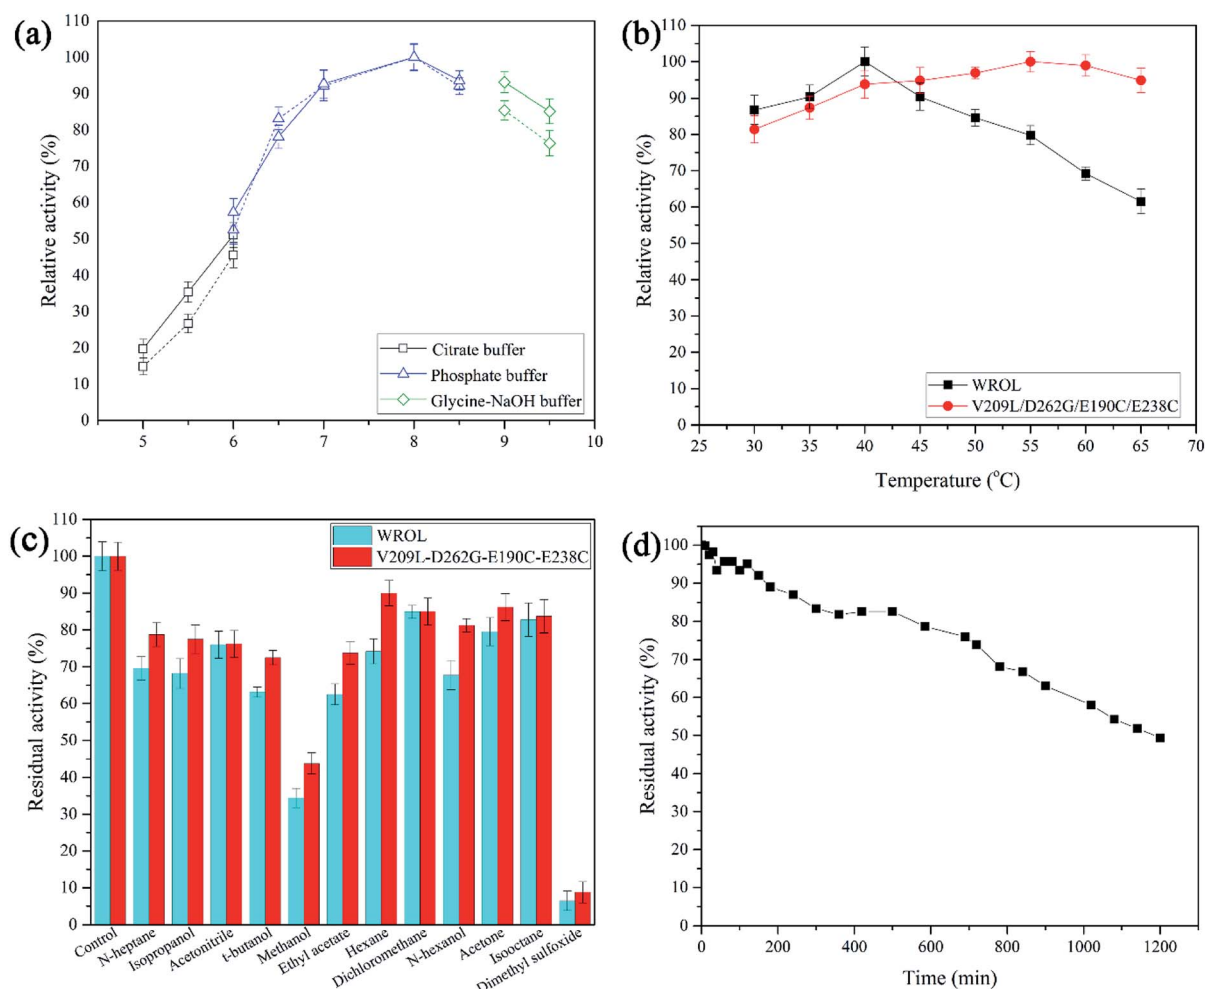 (a)
110
100
90
80
70
60
50
40
30
20
10
0
Relative activity (%)
Citrate buffer
Phosphate buffer
Glycine-NaOH buffer
5
6
7
8
9
10
(b)
110
100
90
80
70
60
50
40
30
20
10
0
Relative activity (%)
WROL
V209L/D262G/E190C/E238C
25
30
35
40
45
50
55
60
65
70
Temperature (°C)
(c)
110
100
90
80
70
60
50
40
30
20
10
0
Residual activity (%)
WROL
V209L-D262G-E190C-E238C
Control
N-heptane
Isopropanol
Acetonitrile
t-butanol
Methanol
Ethyl acetate
Hexane
Dichloromethane
N-hexanol
Acetone
Isooctane
Dimethyl sulfoxide
(d)
100
90
80
70
60
50
40
30
20
10
0
Residual activity (%)
0
200
400
600
800
1000
1200
Time (min)